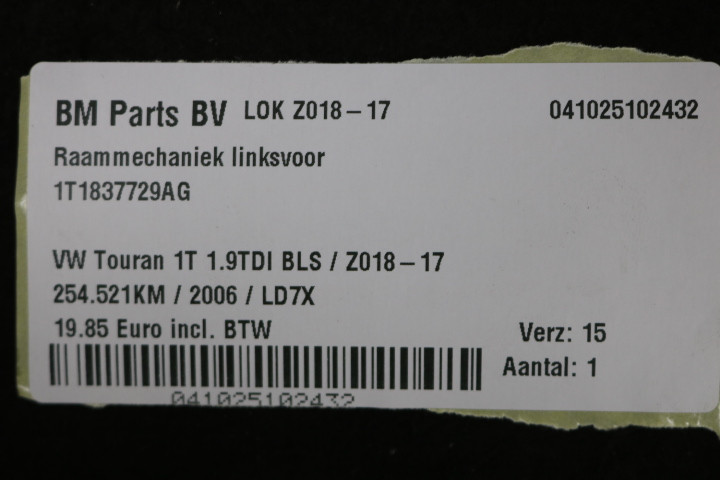 BM Parts BV LOK Z018-17 041025102432
Raammechaniek linksvoor
1T1837729AG
VW Touran 1T 1.9TDI BLS / Z018-17
254.521KM / 2006 / LD7X
19.85 Euro incl. BTW Verz: 15
Aantal: 1
041025102432